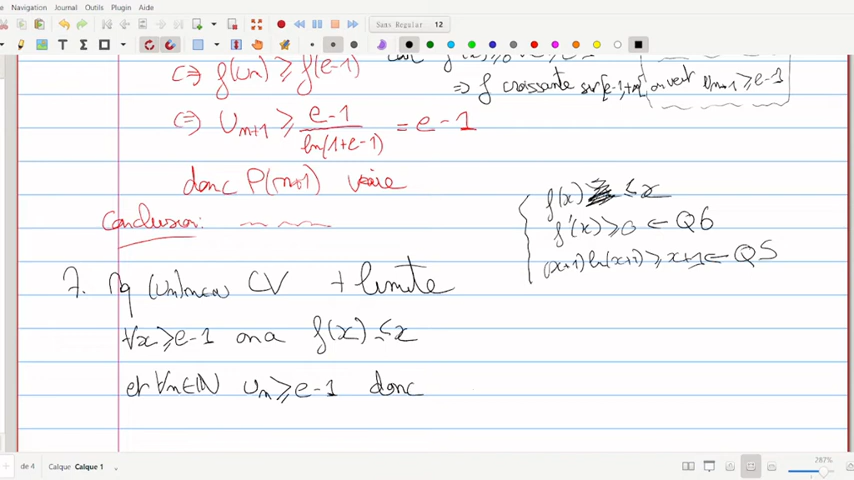 Navigation Journal Outils Plugin Aide
Sans Regular 12
⇔ f(un) ≥ f(e-1)
⇒ f croissante sur [e-1,+∞[ on veut Un+1 ≥ e-1
⇔ Un+1 ≥ e-1 / ln(1+e-1) = e-1
donc P(n+1) vraie
Conclusion:
f(x) ≤ x
f'(x) ≥ 0 ← Q6
(x+1)ln(x+1) ≥ x+1 ← Q5
7. Mq (Un)n∈N CV + limite
∀x ≥ e-1 on a f(x) ≤ x
et ∀n∈N Un ≥ e-1 donc
de 4 Calque Calque 1
287%